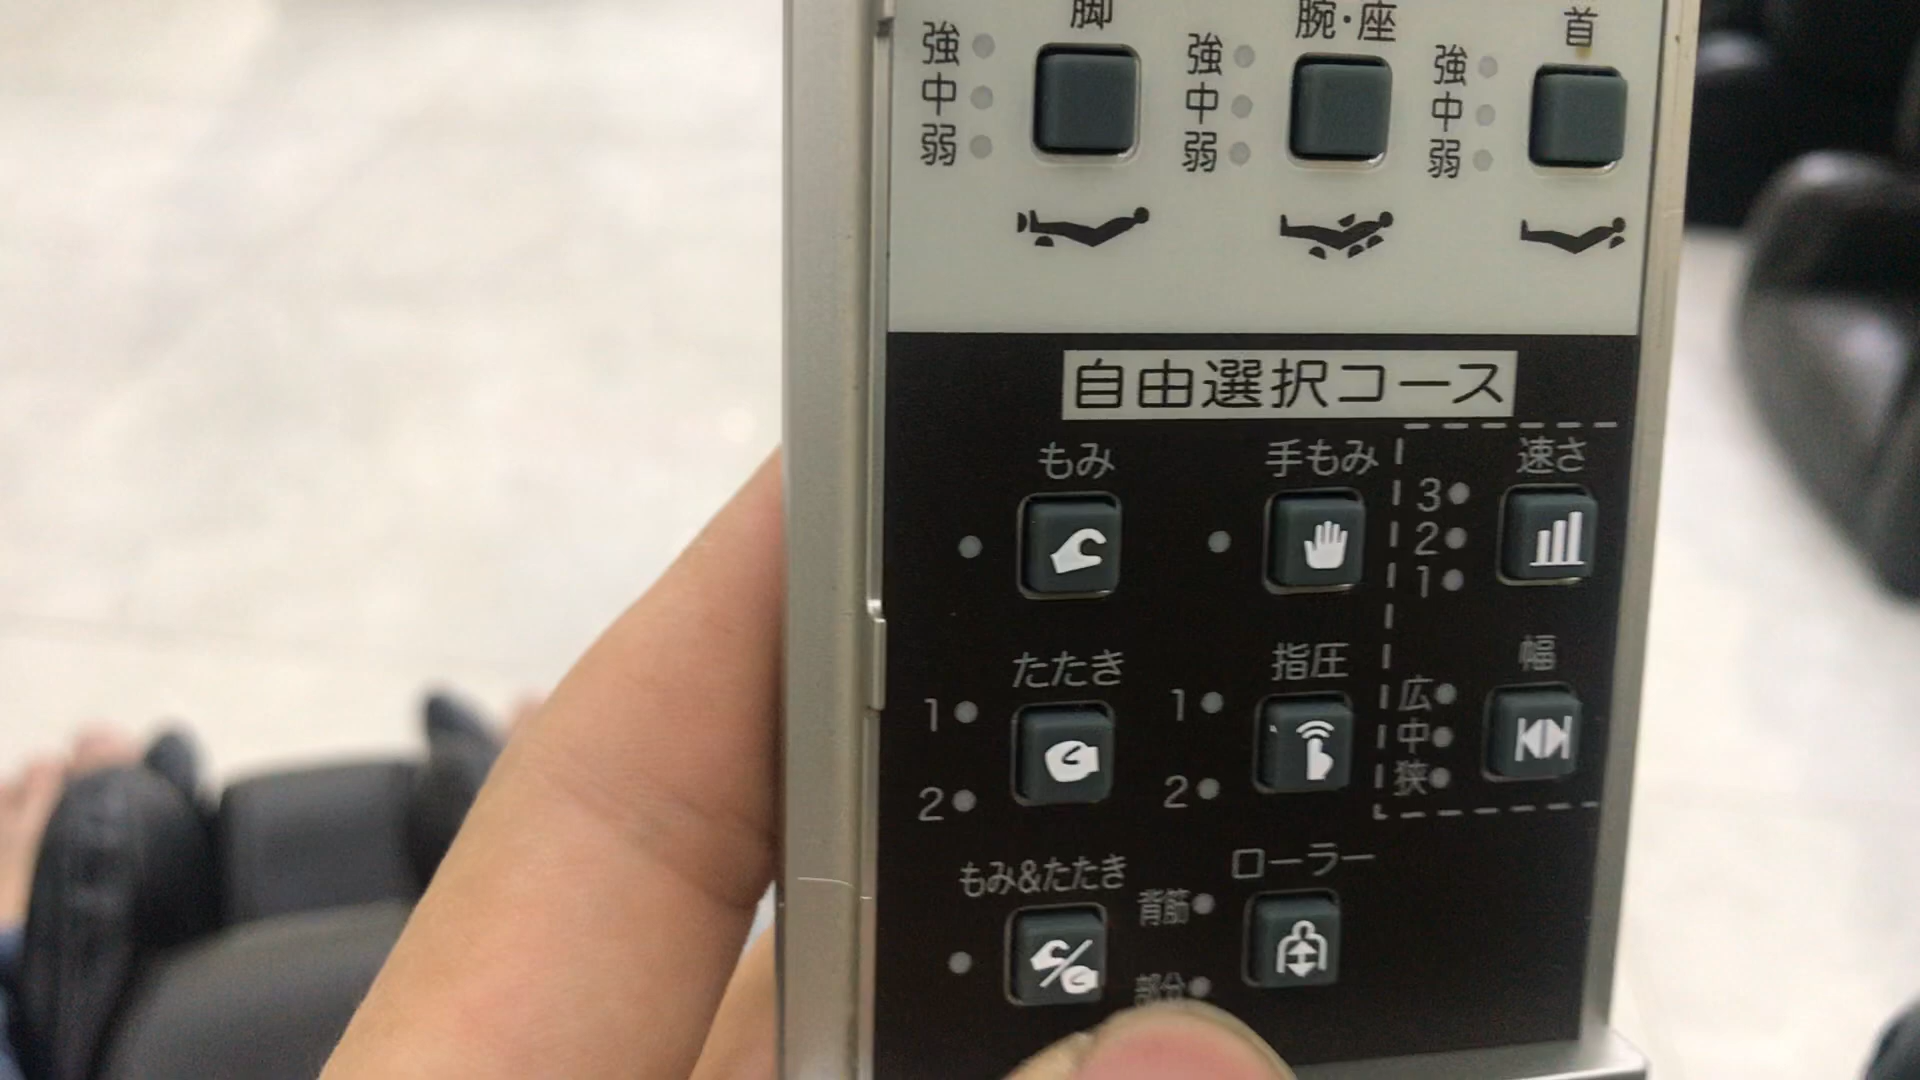 脚
強
中
弱
腕・座
強
中
弱
首
強
中
弱
自由選択コース
もみ
手もみ
速さ
3
2
1
たたき
1
2
指圧
1
2
幅
広
中
狭
もみ&たたき
ローラー
背筋
部分